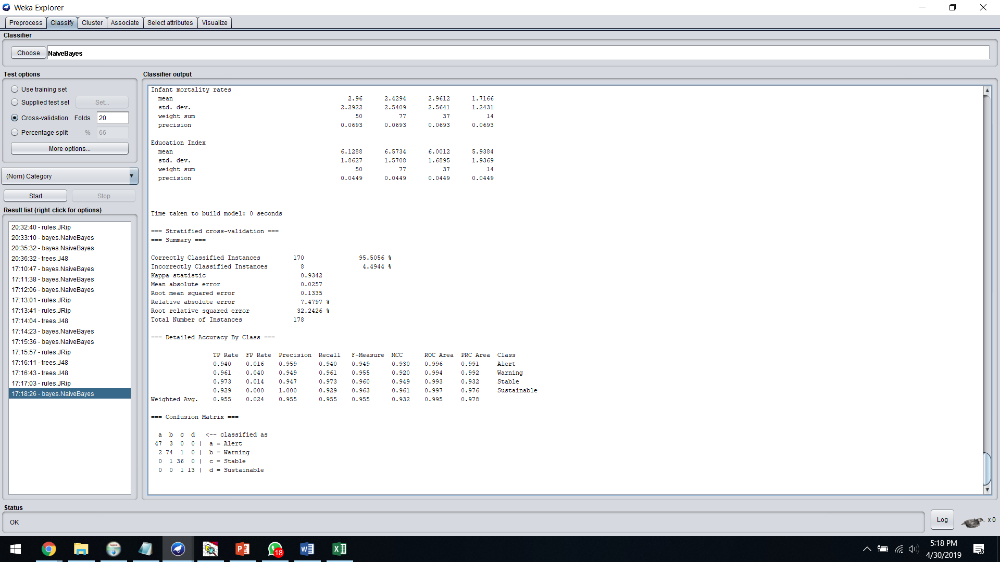 Weka Explorer
Preprocess Classify Cluster Associate Select attributes Visualize
Classifier
Choose NaiveBayes
Test options
Use training set
Supplied test set Set...
Cross-validation Folds 20
Percentage split % 66
More options...
(Nom) Category
Start Stop
Result list (right-click for options)
20:32:40 - rules.JRip
20:33:10 - bayes.NaiveBayes
20:35:32 - bayes.NaiveBayes
20:36:32 - trees.J48
17:10:47 - bayes.NaiveBayes
17:11:38 - bayes.NaiveBayes
17:12:06 - bayes.NaiveBayes
17:13:01 - rules.JRip
17:13:41 - rules.JRip
17:14:04 - trees.J48
17:14:23 - bayes.NaiveBayes
17:15:36 - bayes.NaiveBayes
17:15:57 - rules.JRip
17:16:11 - trees.J48
17:16:43 - trees.J48
17:17:03 - rules.JRip
17:18:26 - bayes.NaiveBayes
Classifier output
Infant mortality rates
mean 2.96 2.4294 2.9612 1.7166
std. dev. 2.2922 2.5409 2.5641 1.2431
weight sum 50 77 37 14
precision 0.0693 0.0693 0.0693 0.0693
Education Index
mean 6.1288 6.5734 6.0012 5.9384
std. dev. 1.8627 1.5708 1.6895 1.9369
weight sum 50 77 37 14
precision 0.0449 0.0449 0.0449 0.0449
Time taken to build model: 0 seconds
=== Stratified cross-validation ===
=== Summary ===
Correctly Classified Instances 170 95.5056 %
Incorrectly Classified Instances 8 4.4944 %
Kappa statistic 0.9342
Mean absolute error 0.0257
Root mean squared error 0.1335
Relative absolute error 7.4797 %
Root relative squared error 32.2426 %
Total Number of Instances 178
=== Detailed Accuracy By Class ===
TP Rate FP Rate Precision Recall F-Measure MCC ROC Area PRC Area Class
0.940 0.016 0.959 0.940 0.949 0.930 0.996 0.991 Alert
0.961 0.040 0.949 0.961 0.955 0.920 0.994 0.992 Warning
0.973 0.014 0.947 0.973 0.960 0.949 0.993 0.932 Stable
0.929 0.000 1.000 0.929 0.963 0.961 0.997 0.976 Sustainable
Weighted Avg. 0.955 0.024 0.955 0.955 0.955 0.932 0.995 0.978
=== Confusion Matrix ===
a b c d <-- classified as
47 3 0 0 | a = Alert
2 74 1 0 | b = Warning
0 1 36 0 | c = Stable
0 0 1 13 | d = Sustainable
Status
OK
Log
x 0
18
5:18 PM
4/30/2019